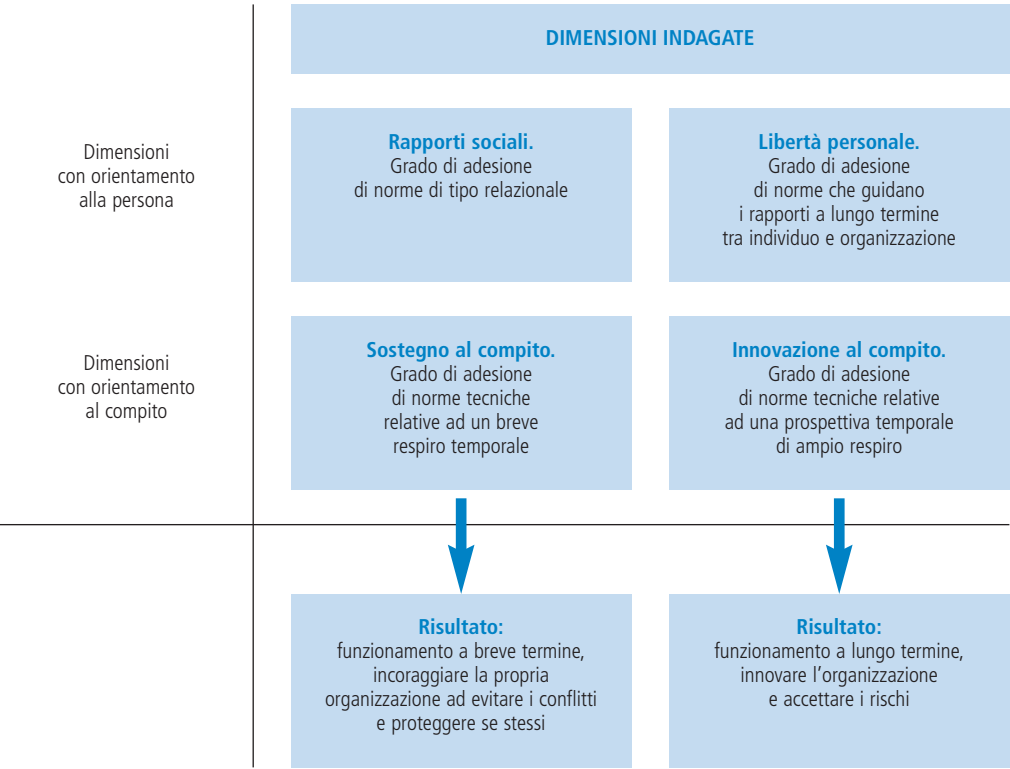 DIMENSIONI INDAGATE
Dimensioni
con orientamento
alla persona
Rapporti sociali.
Grado di adesione
di norme di tipo relazionale
Libertà personale.
Grado di adesione
di norme che guidano
i rapporti a lungo termine
tra individuo e organizzazione
Dimensioni
con orientamento
al compito
Sostegno al compito.
Grado di adesione
di norme tecniche
relative ad un breve
respiro temporale
Innovazione al compito.
Grado di adesione
di norme tecniche relative
ad una prospettiva temporale
di ampio respiro
Risultato:
funzionamento a breve termine,
incoraggiare la propria
organizzazione ad evitare i conflitti
e proteggere se stessi
Risultato:
funzionamento a lungo termine,
innovare l’organizzazione
e accettare i rischi